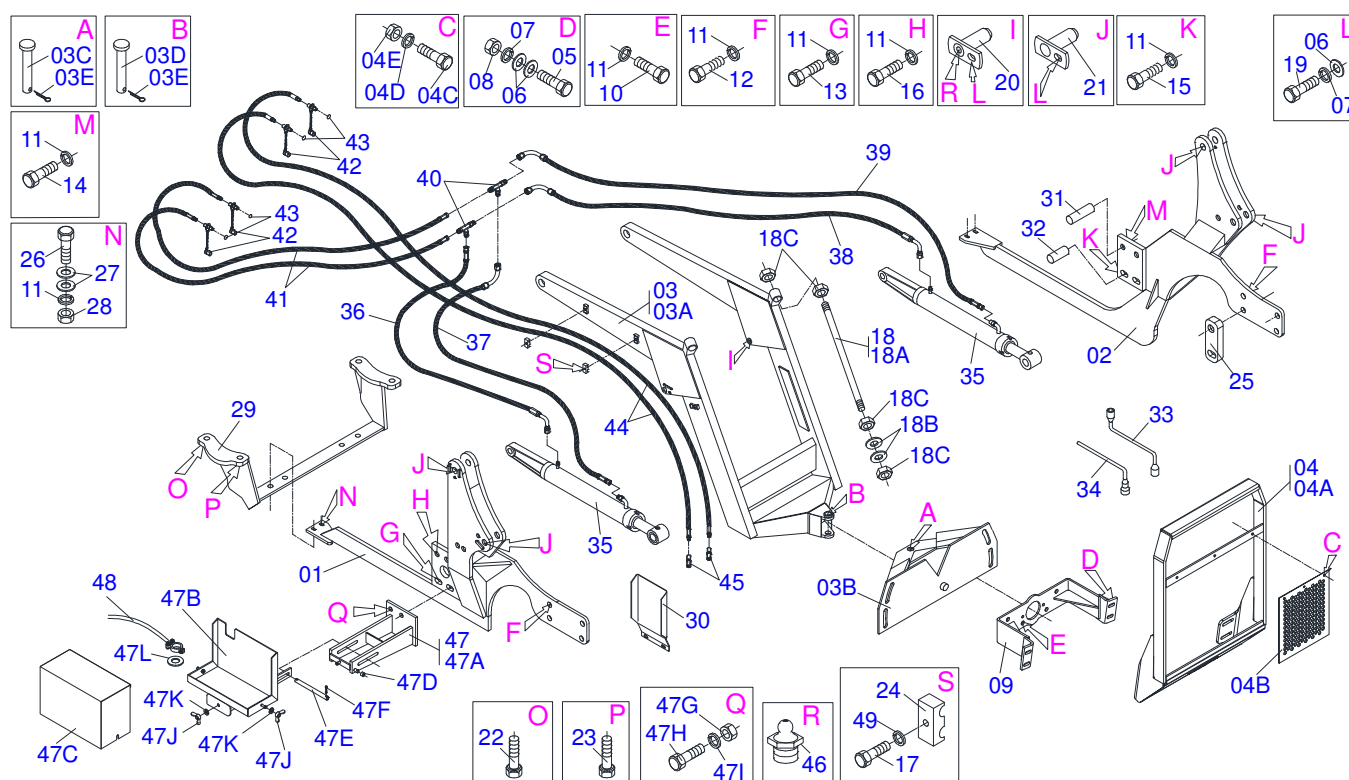 A
03C
03E
B
03D
03E
C
04E
04D
04C
D
07
05
08
06
E
11
10
F
11
12
G
11
13
H
11
16
I
20
R L
J
21
L
K
11
15
L
06
19
07
M
11
14
N
26
27
11
28
43
42
43
42
41
40
39
38
36
37
44
03
03A
S
18C
I
18
18A
18C
18B
18C
35
J
31
32
M
K
J
F
02
25
33
34
29
O
P
N
01
J
H
G
J
F
35
30
45
B
A
03B
D
E
09
04
04A
C
04B
48
47B
47L
47C
47K
47J
47K
47J
47E
47F
47D
Q
47
47A
O
22
P
23
Q
47G
47H
47I
R
46
S
24
49
17